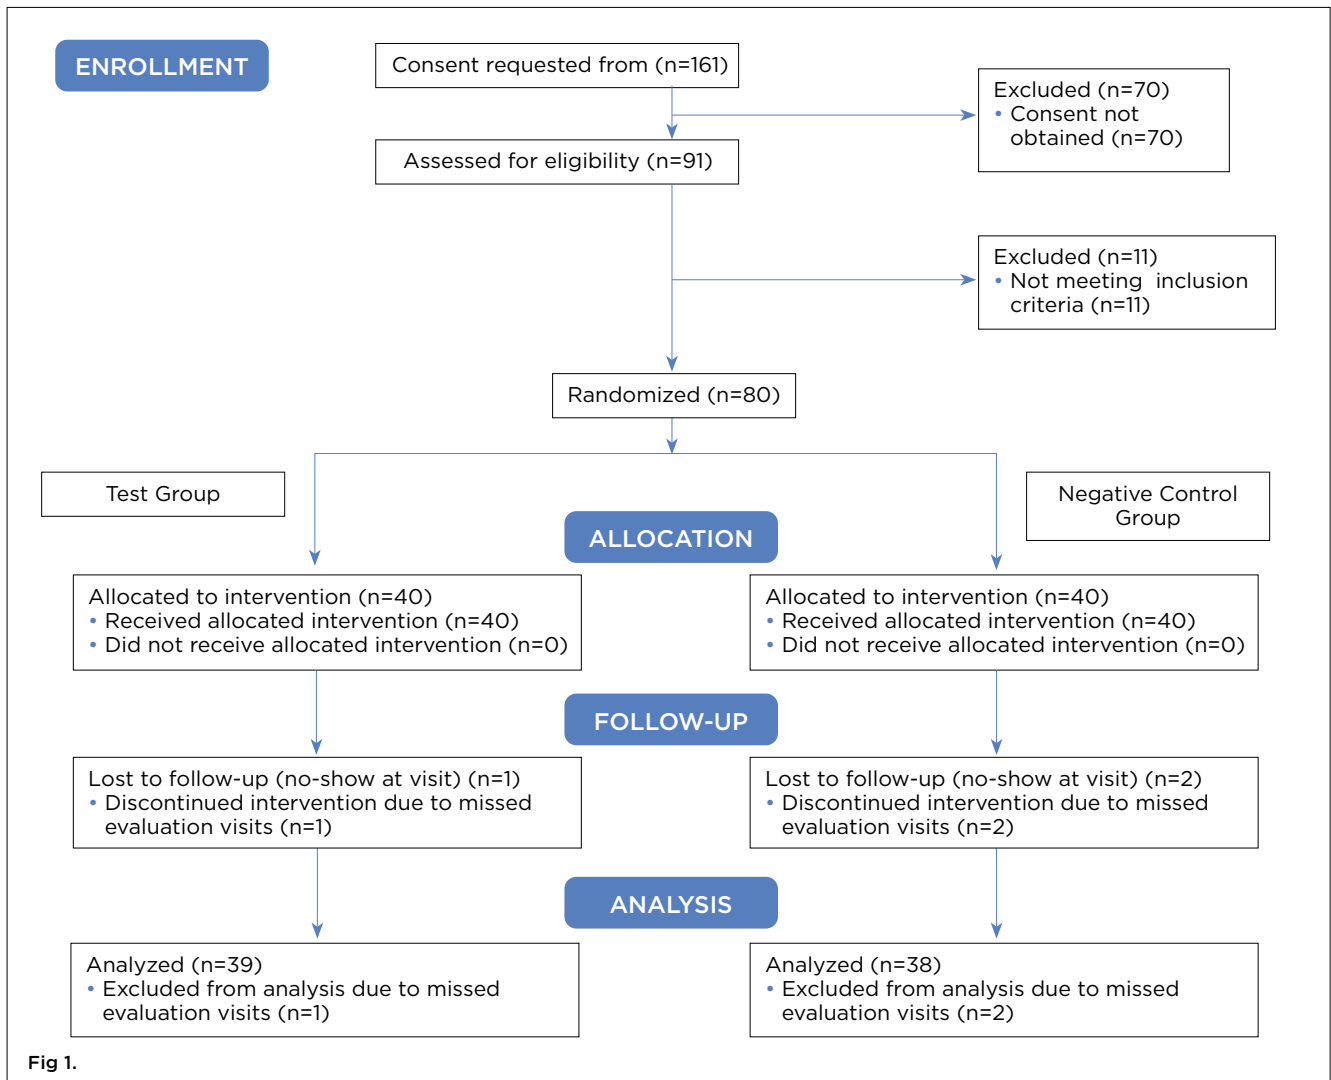 ENROLLMENT
Consent requested from (n=161)
Excluded (n=70)
• Consent not
obtained (n=70)
Assessed for eligibility (n=91)
Excluded (n=11)
• Not meeting inclusion
criteria (n=11)
Randomized (n=80)
Test Group
Negative Control
Group
ALLOCATION
Allocated to intervention (n=40)
• Received allocated intervention (n=40)
• Did not receive allocated intervention (n=0)
Allocated to intervention (n=40)
• Received allocated intervention (n=40)
• Did not receive allocated intervention (n=0)
FOLLOW-UP
Lost to follow-up (no-show at visit) (n=1)
• Discontinued intervention due to missed
evaluation visits (n=1)
Lost to follow-up (no-show at visit) (n=2)
• Discontinued intervention due to missed
evaluation visits (n=2)
ANALYSIS
Analyzed (n=39)
• Excluded from analysis due to missed
evaluation visits (n=1)
Analyzed (n=38)
• Excluded from analysis due to missed
evaluation visits (n=2)
Fig 1.